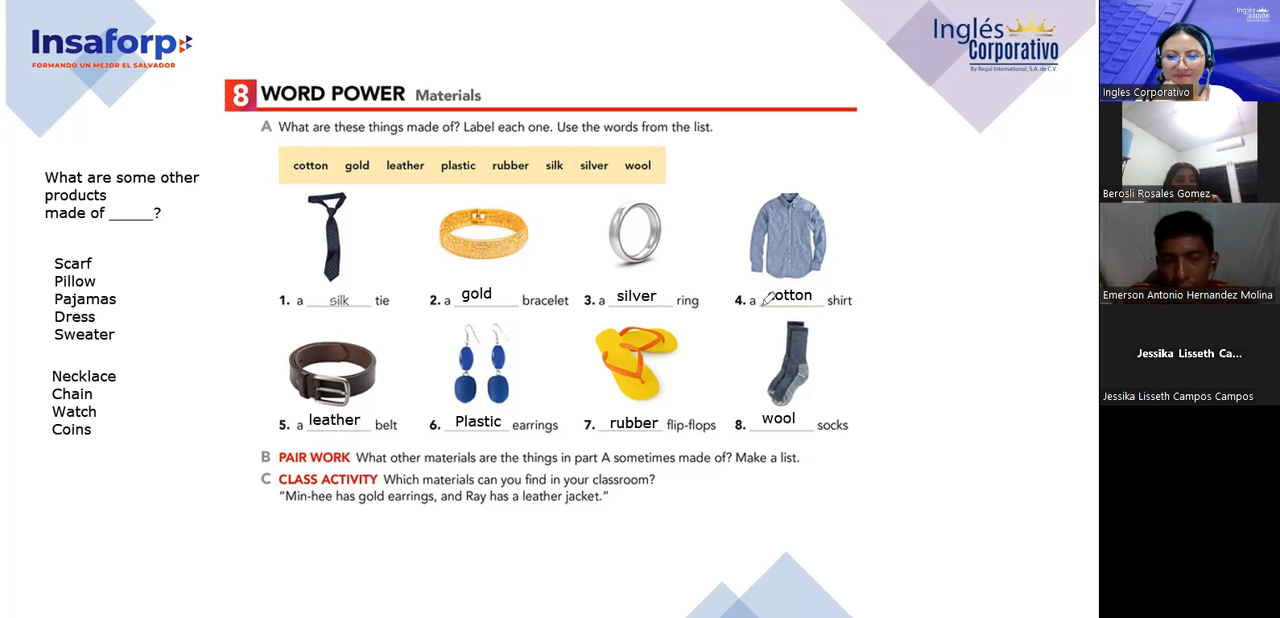 Insaforp
FORMANDO UN MEJOR EL SALVADOR
Inglés
Corporativo
By Regal International, S.A. de C.V.
8 WORD POWER Materials
A What are these things made of? Label each one. Use the words from the list.
cotton gold leather plastic rubber silk silver wool
What are some other
products
made of ______?
Scarf
Pillow
Pajamas
Dress
Sweater
Necklace
Chain
Watch
Coins
1. a silk tie
2. a gold bracelet
3. a silver ring
4. a cotton shirt
5. a leather belt
6. Plastic earrings
7. rubber flip-flops
8. wool socks
B PAIR WORK What other materials are the things in part A sometimes made of? Make a list.
C CLASS ACTIVITY Which materials can you find in your classroom?
“Min-hee has gold earrings, and Ray has a leather jacket.”
Ingles Corporativo
Berosli Rosales Gomez
Emerson Antonio Hernandez Molina
Jessika Lisseth Ca...
Jessika Lisseth Campos Campos